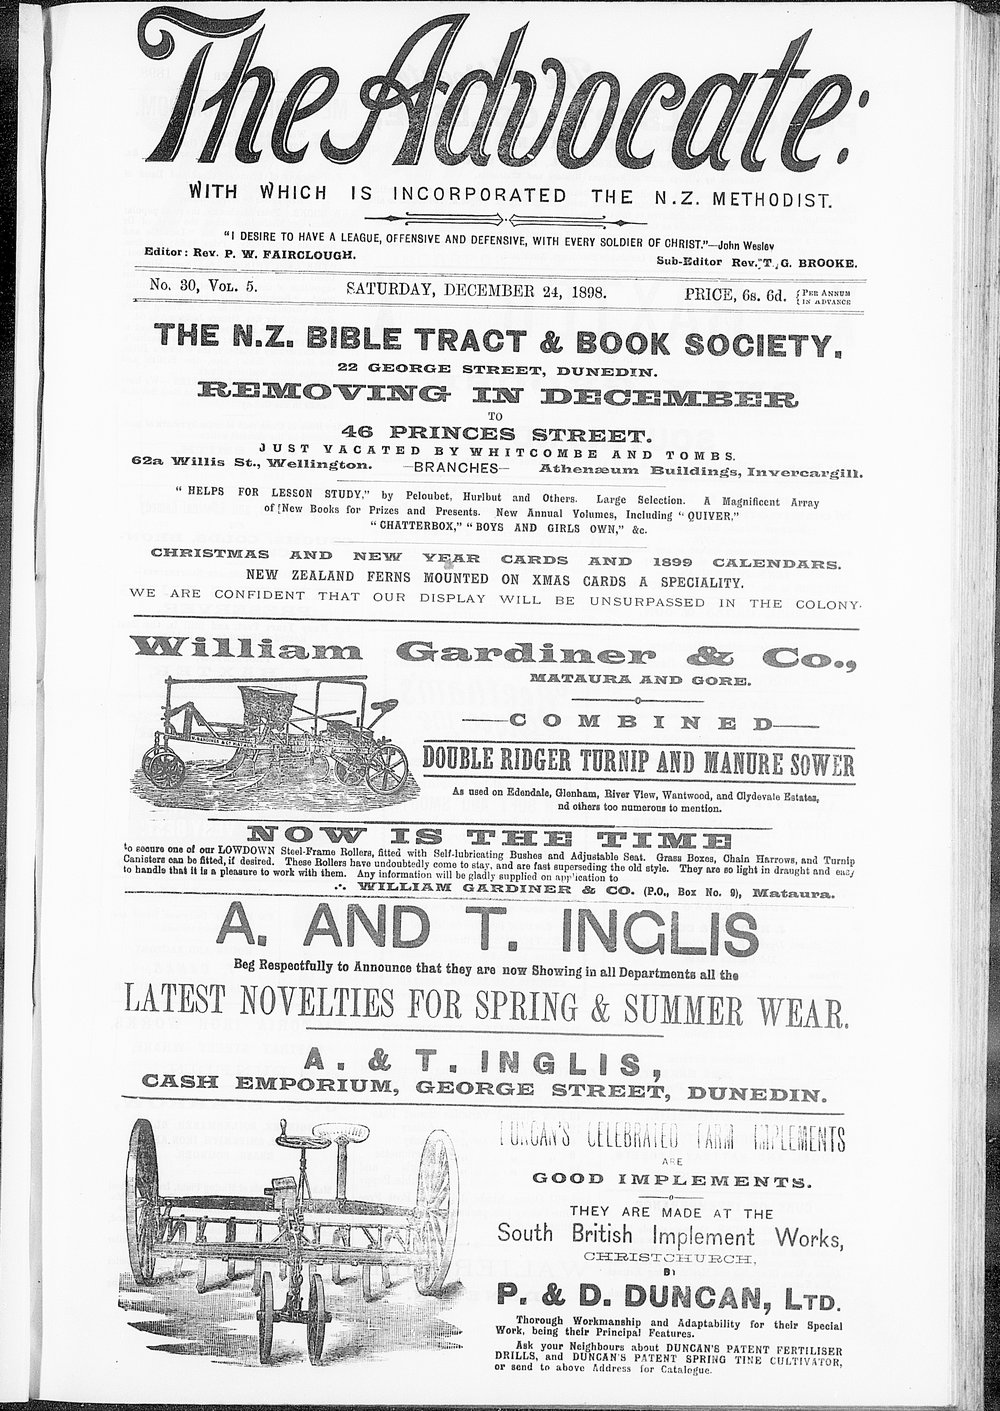 The Advocate:
WITH WHICH IS INCORPORATED THE N.Z. METHODIST.
"I DESIRE TO HAVE A LEAGUE, OFFENSIVE AND DEFENSIVE, WITH EVERY SOLDIER OF CHRIST."—John Wesley
Editor: Rev. P. W. FAIRCLOUGH.
Sub-Editor Rev. T. G. BROOKE.
No. 30, VOL. 5. SATURDAY, DECEMBER 24, 1898. PRICE, 6s. 6d. { PER ANNUM IN ADVANCE
THE N.Z. BIBLE TRACT & BOOK SOCIETY.
22 GEORGE STREET, DUNEDIN.
REMOVING IN DECEMBER
TO
46 PRINCES STREET.
JUST VACATED BY WHITCOMBE AND TOMBS.
62a Willis St., Wellington. —BRANCHES— Athenæum Buildings, Invercargill.
"HELPS FOR LESSON STUDY," by Peloubet, Hurlbut and Others. Large Selection. A Magnificent Array
of New Books for Prizes and Presents. New Annual Volumes, Including "QUIVER,"
"CHATTERBOX," "BOYS AND GIRLS OWN," &c.
CHRISTMAS AND NEW YEAR CARDS AND 1899 CALENDARS.
NEW ZEALAND FERNS MOUNTED ON XMAS CARDS A SPECIALITY.
WE ARE CONFIDENT THAT OUR DISPLAY WILL BE UNSURPASSED IN THE COLONY.
William Gardiner & Co.,
MATAURA AND GORE.
—COMBINED—
DOUBLE RIDGER TURNIP AND MANURE SOWER
As used on Edendale, Glenham, River View, Wantwood, and Clydevale Estates,
nd others too numerous to mention.
NOW IS THE TIME
to secure one of our LOWDOWN Steel-Frame Rollers, fitted with Self-lubricating Bushes and Adjustable Seat. Grass Boxes, Chain Harrows, and Turnip
Canisters can be fitted, if desired. These Rollers have undoubtedly come to stay, and are fast superseding the old style. They are so light in draught and easy
to handle that it is a pleasure to work with them. Any information will be gladly supplied on application to
∴ WILLIAM GARDINER & CO. (P.O., Box No. 9), Mataura.
A. AND T. INGLIS
Beg Respectfully to Announce that they are now Showing in all Departments all the
LATEST NOVELTIES FOR SPRING & SUMMER WEAR.
A. & T. INGLIS,
CASH EMPORIUM, GEORGE STREET, DUNEDIN.
DUNCAN'S CELEBRATED FARM IMPLEMENTS
ARE
GOOD IMPLEMENTS.
THEY ARE MADE AT THE
South British Implement Works,
CHRISTCHURCH,
BY
P. & D. DUNCAN, LTD.
Thorough Workmanship and Adaptability for their Special
Work, being their Principal Features.
Ask your Neighbours about DUNCAN'S PATENT FERTILISER
DRILLS, and DUNCAN'S PATENT SPRING TINE CULTIVATOR,
or send to above Address for Catalogue.